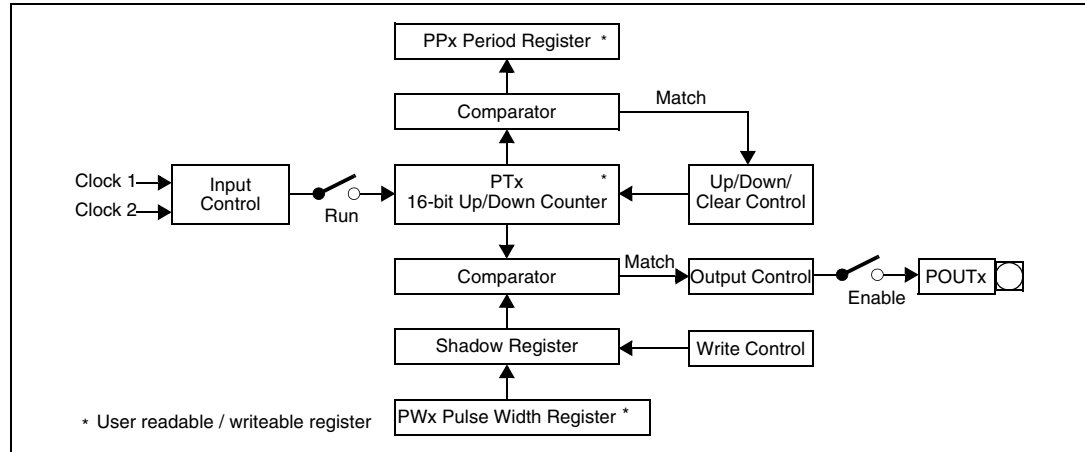 PPx Period Register *
Comparator
Match
Clock 1
Clock 2
Input
Control
Run
PTx *
16-bit Up/Down Counter
Up/Down/
Clear Control
Comparator
Match
Output Control
Enable
POUTx
Shadow Register
Write Control
PWx Pulse Width Register *
* User readable / writeable register